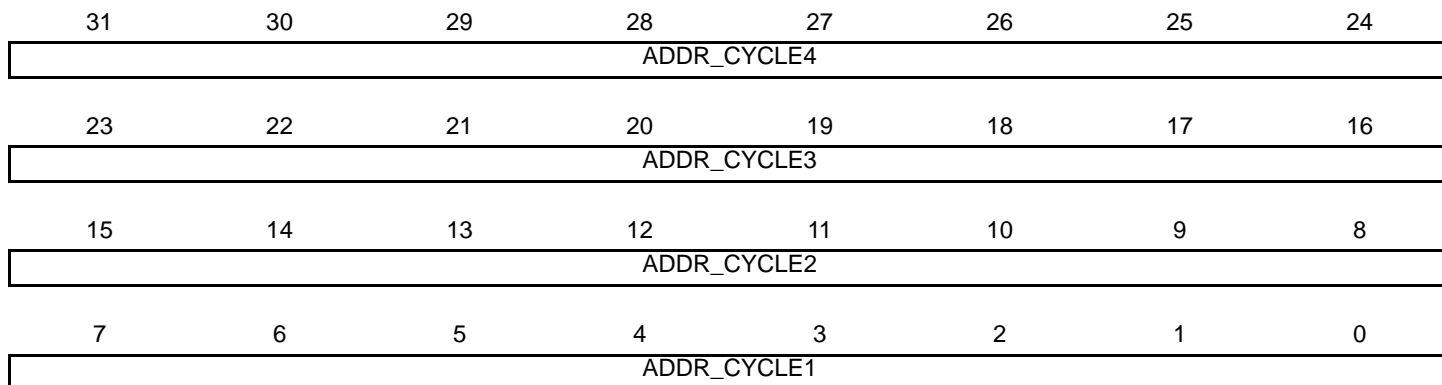 31 30 29 28 27 26 25 24
ADDR_CYCLE4
23 22 21 20 19 18 17 16
ADDR_CYCLE3
15 14 13 12 11 10 9 8
ADDR_CYCLE2
7 6 5 4 3 2 1 0
ADDR_CYCLE1